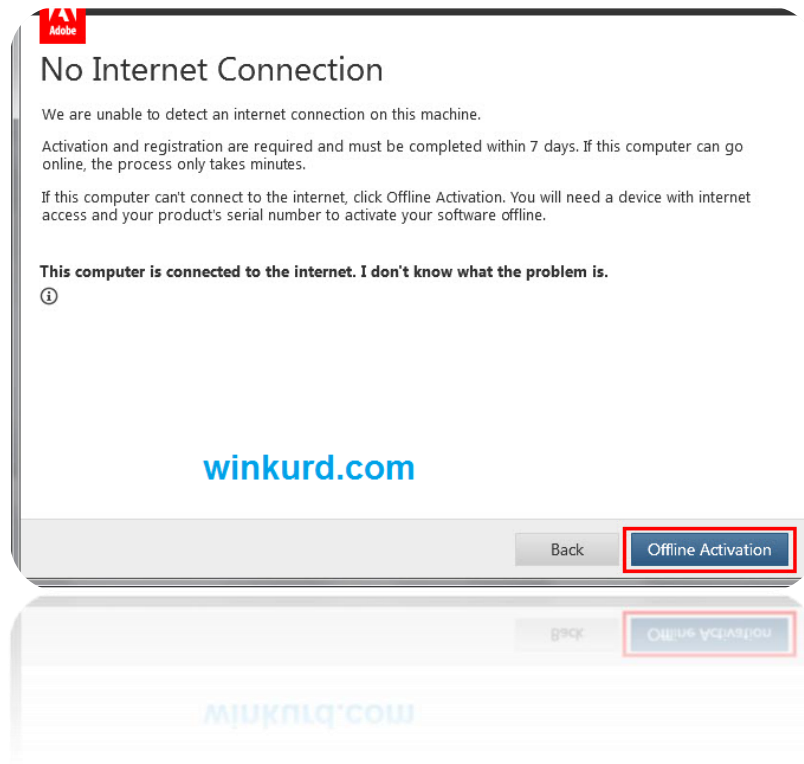 Adobe
No Internet Connection
We are unable to detect an internet connection on this machine.
Activation and registration are required and must be completed within 7 days. If this computer can go
online, the process only takes minutes.
If this computer can't connect to the internet, click Offline Activation. You will need a device with internet
access and your product's serial number to activate your software offline.
This computer is connected to the internet. I don't know what the problem is.
winkurd.com
Back
Offline Activation